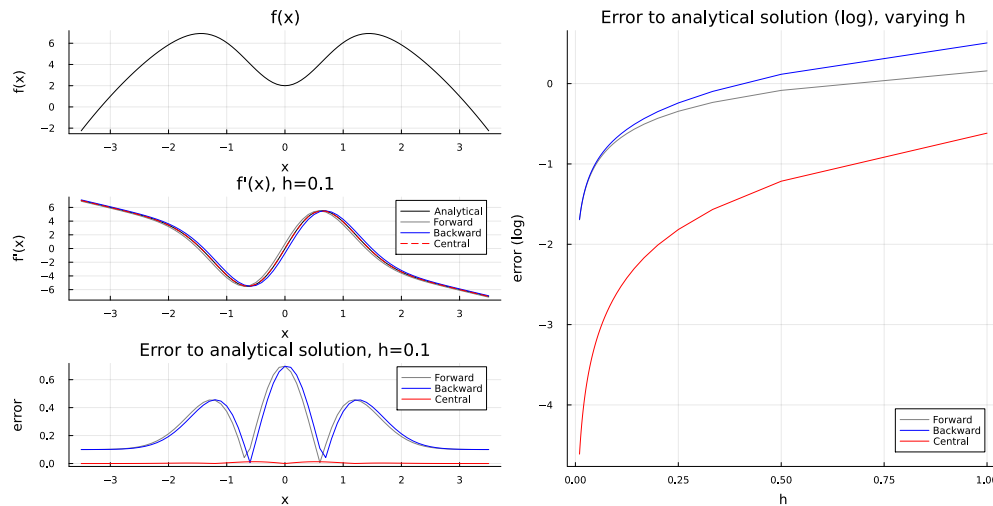 f(x)
6
4
2
0
−2
f(x)
−3
−2
−1
0
1
2
3
x
f'(x), h=0.1
6
4
2
0
−2
−4
−6
f'(x)
Analytical
Forward
Backward
Central
−3
−2
−1
0
1
2
3
x
Error to analytical solution, h=0.1
0.6
0.4
0.2
0.0
error
Forward
Backward
Central
−3
−2
−1
0
1
2
3
x
Error to analytical solution (log), varying h
0
−1
−2
−3
−4
error (log)
Forward
Backward
Central
0.00
0.25
0.50
0.75
1.00
h